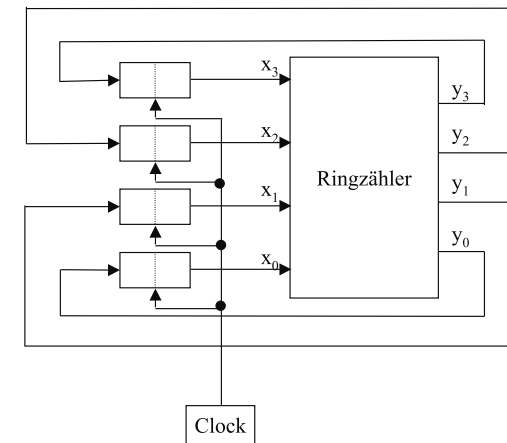 x₃
y₃
x₂
y₂
Ringzähler
x₁
y₁
x₀
y₀
Clock